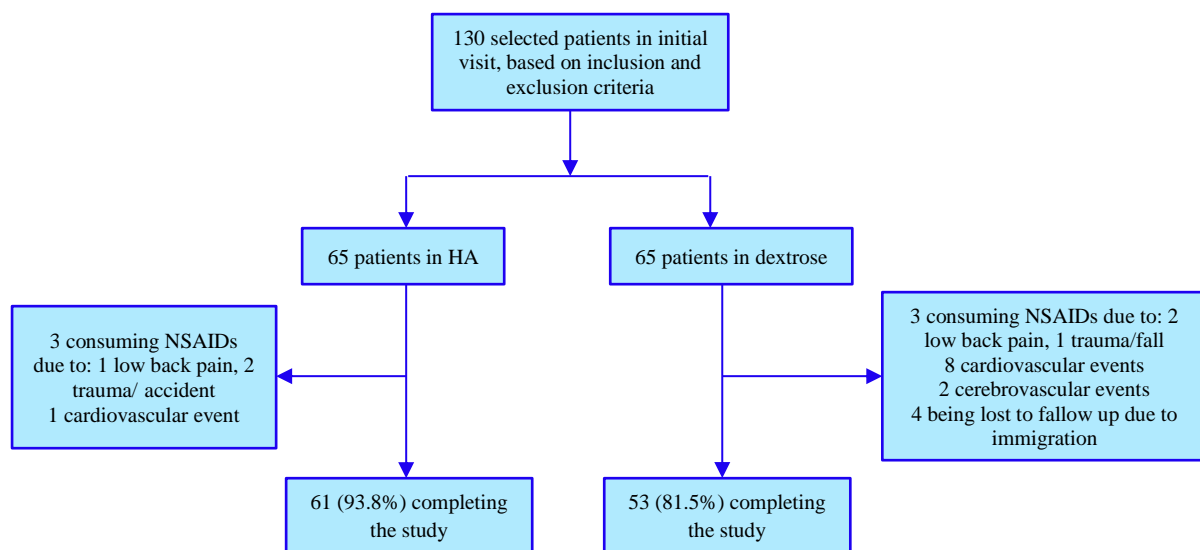 130 selected patients in initial
visit, based on inclusion and
exclusion criteria
65 patients in HA
65 patients in dextrose
3 consuming NSAIDs
due to: 1 low back pain, 2
trauma/ accident
1 cardiovascular event
3 consuming NSAIDs due to: 2
low back pain, 1 trauma/fall
8 cardiovascular events
2 cerebrovascular events
4 being lost to fallow up due to
immigration
61 (93.8%) completing
the study
53 (81.5%) completing
the study